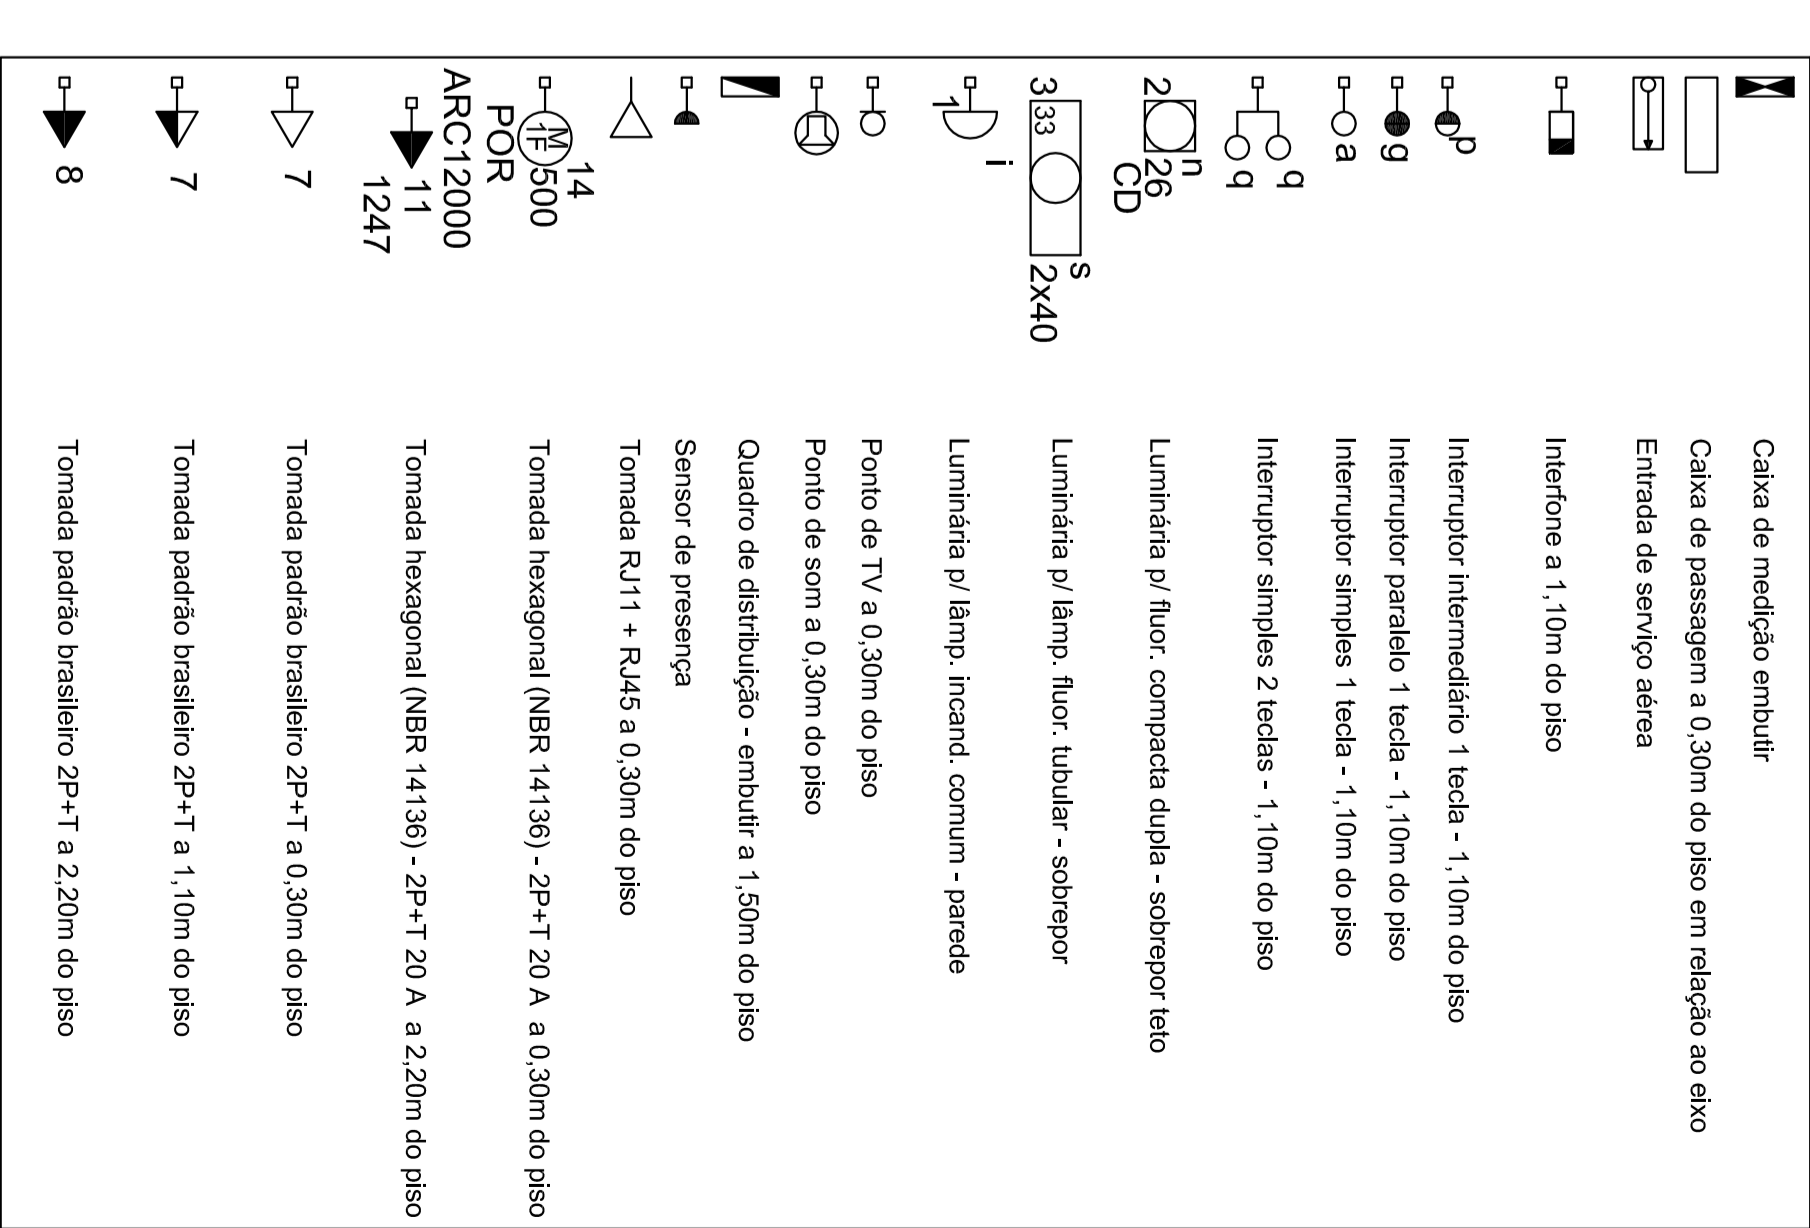 Caixa de medição embutir
Caixa de passagem a 0,30m do piso em relação ao eixo
Entrada de serviço aérea
Interfone a 1,10m do piso
p
Interruptor intermediário 1 tecla - 1,10m do piso
g
Interruptor paralelo 1 tecla - 1,10m do piso
a
Interruptor simples 1 tecla - 1,10m do piso
q
q
Interruptor simples 2 teclas - 1,10m do piso
n
2 26
CD
Luminária p/ fluor. compacta dupla - sobrepor teto
s
3 33 2x40
Luminária p/ lâmp. fluor. tubular - sobrepor
i
1
Luminária p/ lâmp. incand. comum - parede
Ponto de TV a 0,30m do piso
Ponto de som a 0,30m do piso
Quadro de distribuição - embutir a 1,50m do piso
Sensor de presença
Tomada RJ11 + RJ45 a 0,30m do piso
14
M
1F 500
POR
Tomada hexagonal (NBR 14136) - 2P+T 20 A a 0,30m do piso
ARC12000
11
1247
Tomada hexagonal (NBR 14136) - 2P+T 20 A a 2,20m do piso
7
Tomada padrão brasileiro 2P+T a 0,30m do piso
7
Tomada padrão brasileiro 2P+T a 1,10m do piso
8
Tomada padrão brasileiro 2P+T a 2,20m do piso